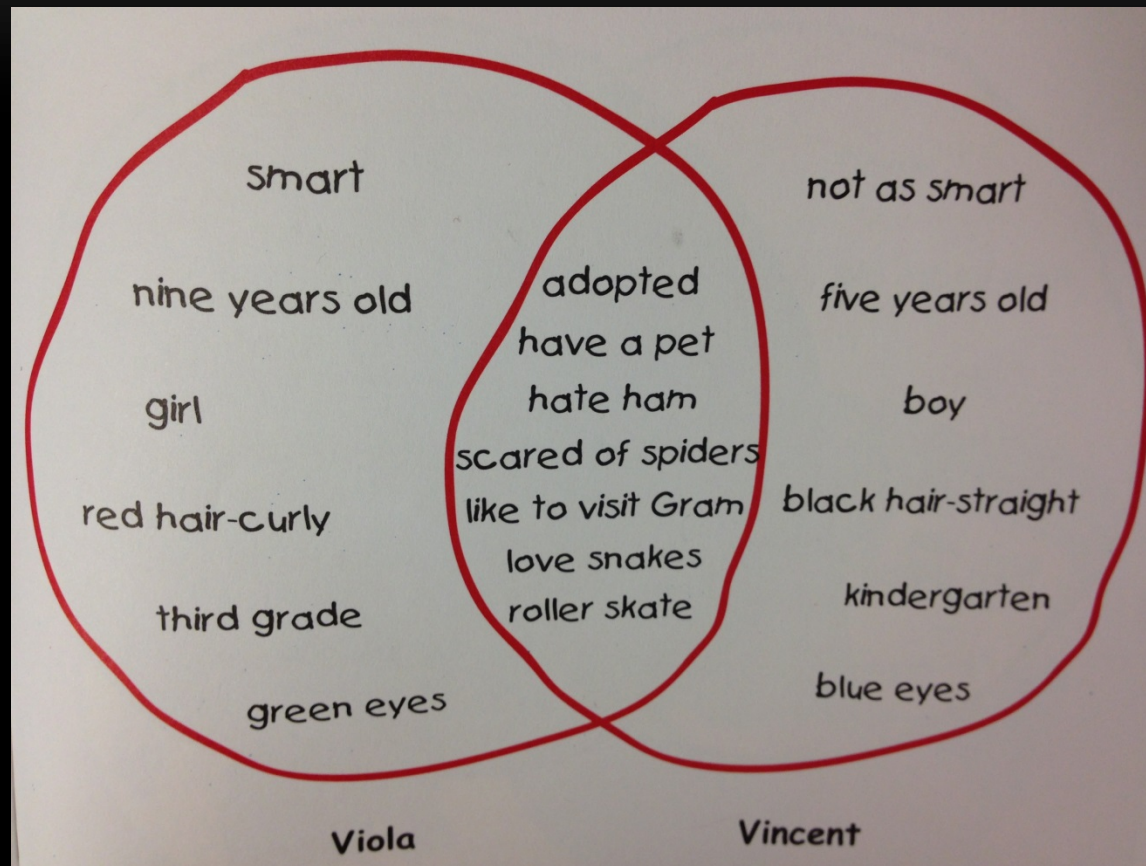 smart
nine years old
girl
red hair-curly
third grade
green eyes
adopted
have a pet
hate ham
scared of spiders
like to visit Gram
love snakes
roller skate
not as smart
five years old
boy
black hair-straight
kindergarten
blue eyes
Viola
Vincent